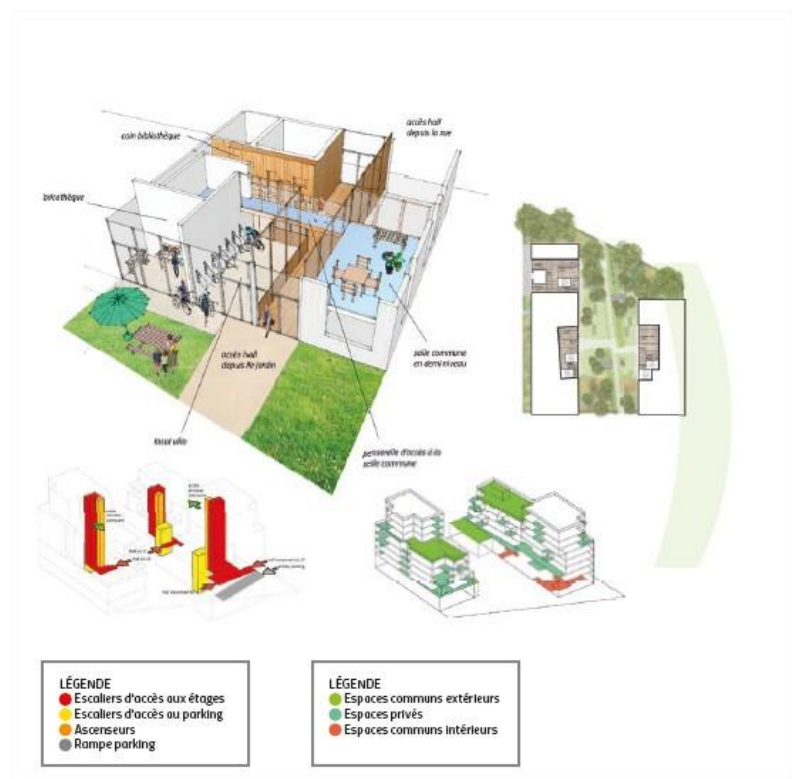 accès hall
depuis la rue
coin bibliothèque
bricothèque
accès hall
depuis le jardin
salle commune
en demi niveau
local vélo
passerelle d'accès à la
salle commune
LÉGENDE
Escaliers d'accès aux étages
Escaliers d'accès au parking
Ascenseurs
Rampe parking
LÉGENDE
Espaces communs extérieurs
Espaces privés
Espaces communs intérieurs